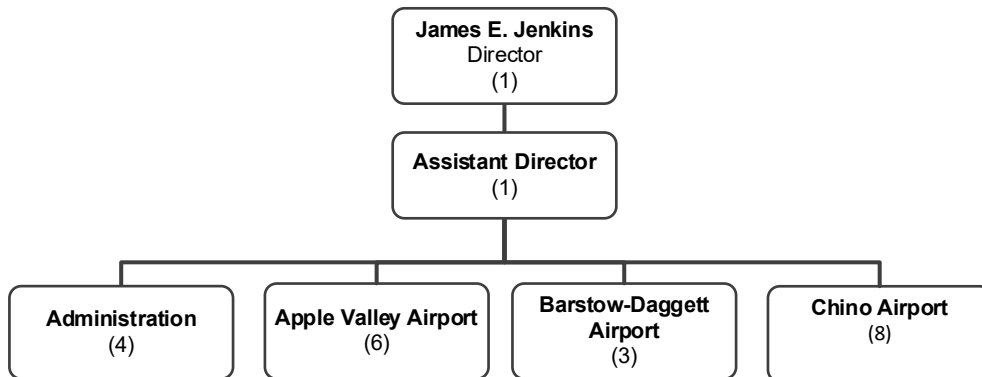 James E. Jenkins
Director
(1)
Assistant Director
(1)
Administration
(4)
Apple Valley Airport
(6)
Barstow-Daggett
Airport
(3)
Chino Airport
(8)